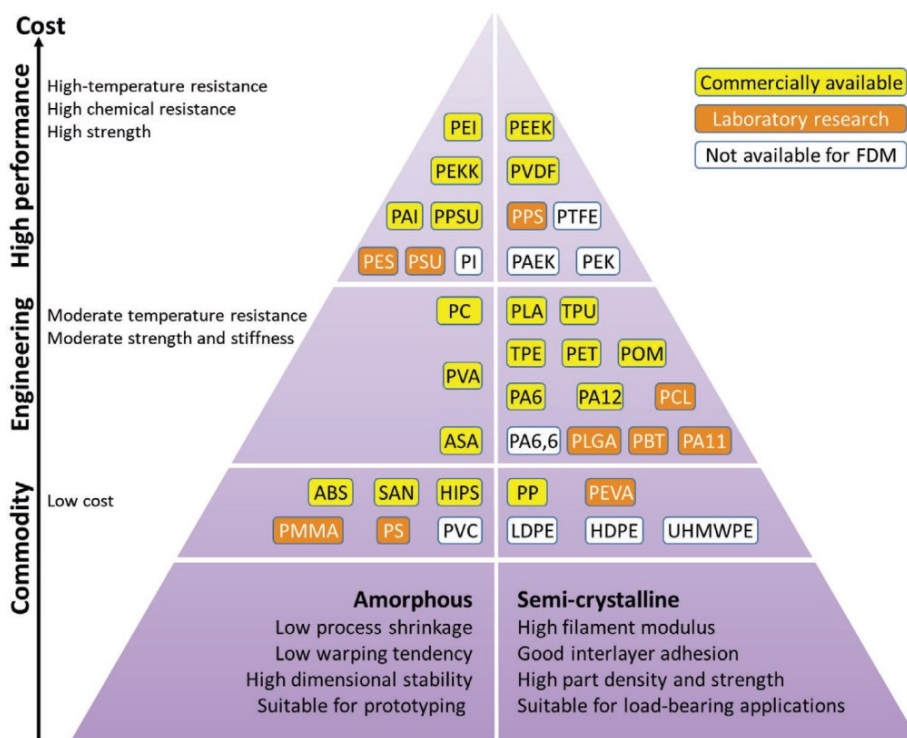 Cost
High performance
High-temperature resistance
High chemical resistance
High strength
Commercially available
Laboratory research
Not available for FDM
PEI PEEK
PEKK PVDF
PAI PPSU PPS PTFE
PES PSU PI PAEK PEK
Engineering
Moderate temperature resistance
Moderate strength and stiffness
PC PLA TPU
TPE PET POM
PVA
PA6 PA12 PCL
ASA PA6,6 PLGA PBT PA11
Commodity
Low cost
ABS SAN HIPS PP PEVA
PMMA PS PVC LDPE HDPE UHMWPE
Amorphous
Low process shrinkage
Low warping tendency
High dimensional stability
Suitable for prototyping
Semi-crystalline
High filament modulus
Good interlayer adhesion
High part density and strength
Suitable for load-bearing applications